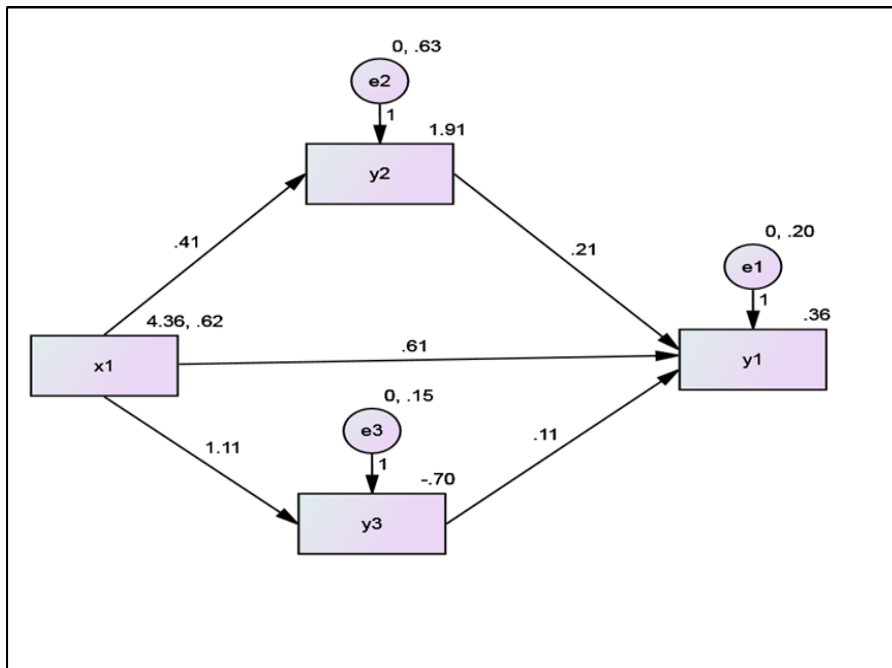 0, .63
e2
1
1.91
y2
.41
.21
0, .20
e1
1
.36
y1
4.36, .62
x1
.61
0, .15
e3
1
1.11
.11
-.70
y3